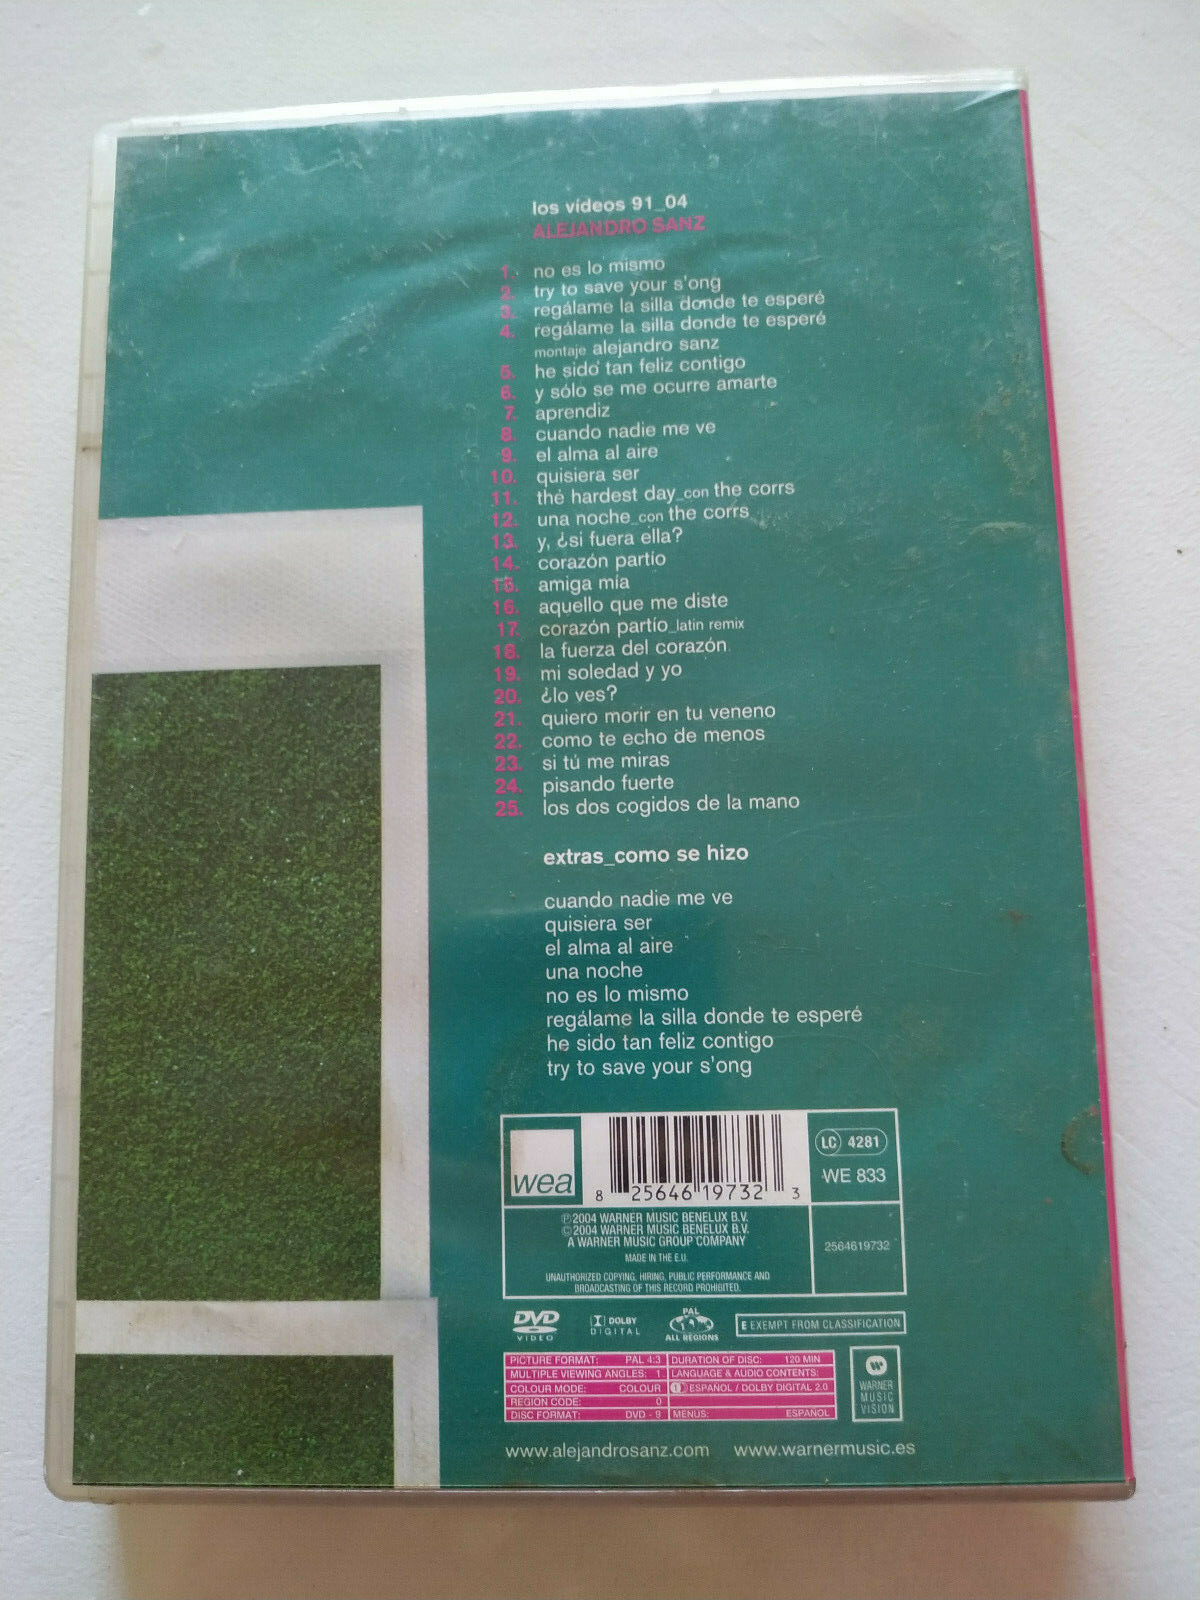 los vídeos 91_04
ALEJANDRO SANZ
1. no es lo mismo
2. try to save your s'ong
3. regálame la silla donde te esperé
4. regálame la silla donde te esperé
montaje alejandro sanz
5. he sido tan feliz contigo
6. y sólo se me ocurre amarte
7. aprendiz
8. cuando nadie me ve
9. el alma al aire
10. quisiera ser
11. the hardest day_con the corrs
12. una noche_con the corrs
13. y, ¿si fuera ella?
14. corazón partío
15. amiga mía
16. aquello que me diste
17. corazón partío_latin remix
18. la fuerza del corazón
19. mi soledad y yo
20. ¿lo ves?
21. quiero morir en tu veneno
22. como te echo de menos
23. si tú me miras
24. pisando fuerte
25. los dos cogidos de la mano
extras_como se hizo
cuando nadie me ve
quisiera ser
el alma al aire
una noche
no es lo mismo
regálame la silla donde te esperé
he sido tan feliz contigo
try to save your s'ong
wea
8 25646 19732 3
LC 4281
WE 833
℗2004 WARNER MUSIC BENELUX B.V.
©2004 WARNER MUSIC BENELUX B.V.
A WARNER MUSIC GROUP COMPANY
MADE IN THE E.U.
UNAUTHORIZED COPYING, HIRING, PUBLIC PERFORMANCE AND
BROADCASTING OF THIS RECORD PROHIBITED.
2564619732
DVD VIDEO
DOLBY DIGITAL
PAL ALL REGIONS
E EXEMPT FROM CLASSIFICATION
PICTURE FORMAT: PAL 4:3 DURATION OF DISC: 120 MIN
MULTIPLE VIEWING ANGLES: 1 LANGUAGE & AUDIO CONTENTS:
COLOUR MODE: COLOUR 1 ESPAÑOL / DOLBY DIGITAL 2.0
REGION CODE: 0
DISC FORMAT: DVD - 9 MENUS: ESPAÑOL
WARNER
MUSIC
VISION
www.alejandrosanz.com www.warnermusic.es